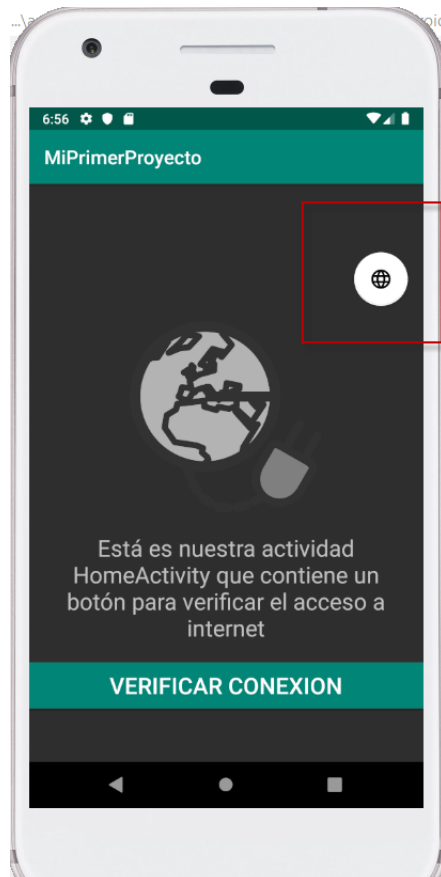 6:56
MiPrimerProyecto
Está es nuestra actividad
HomeActivity que contiene un
botón para verificar el acceso a
internet
VERIFICAR CONEXION